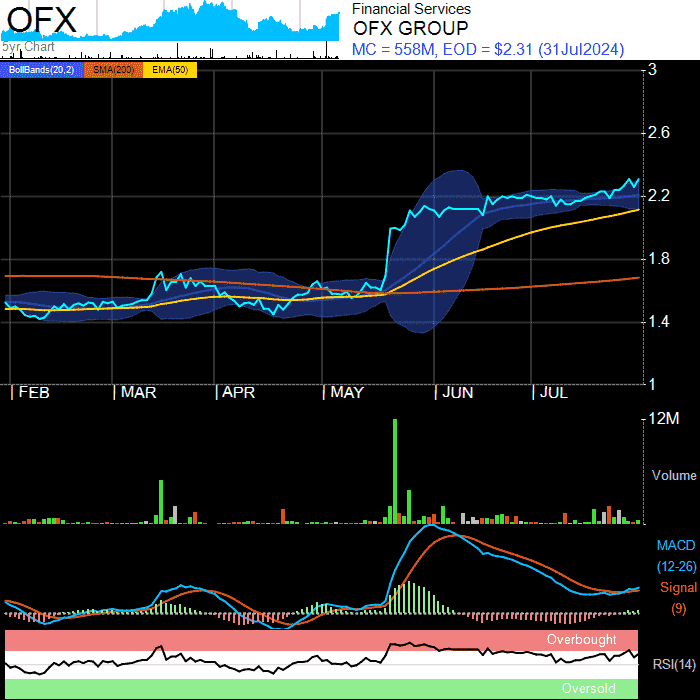 OFX
5yr. Chart
Financial Services
OFX GROUP
MC = 558M, EOD = $2.31 (31Jul2024)
BollBands(20,2) SMA(200) EMA(50)
3
2.6
2.2
1.8
1.4
1
FEB MAR APR MAY JUN JUL
12M
Volume
MACD
(12-26)
Signal
(9)
Overbought
RSI(14)
Oversold